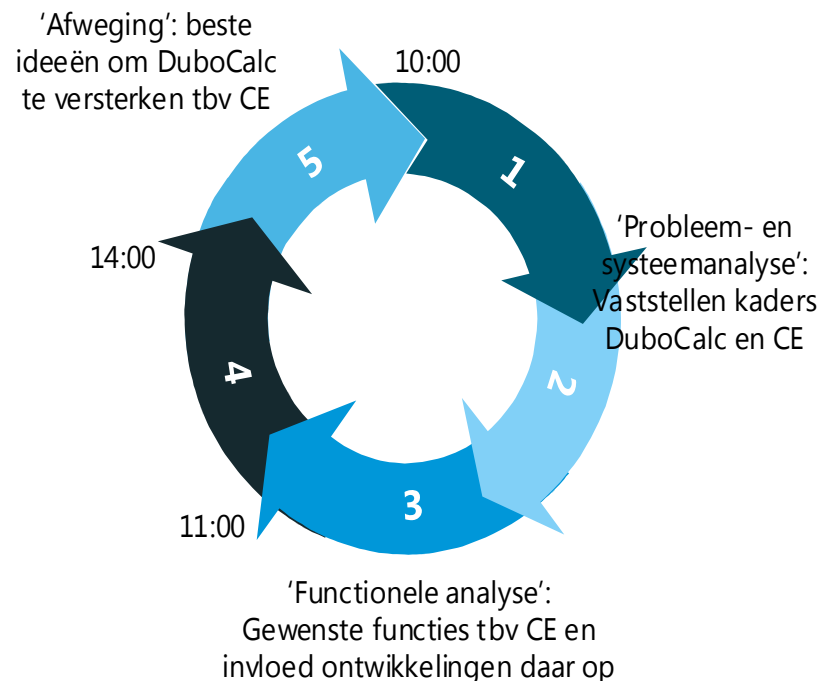 ‘Afweging’: beste
ideeën om DuboCalc
te versterken tbv CE
10:00
1
‘Probleem- en
systeemanalyse’:
Vaststellen kaders
DuboCalc en CE
2
3
‘Functionele analyse’:
Gewenste functies tbv CE en
invloed ontwikkelingen daar op
11:00
4
14:00
5